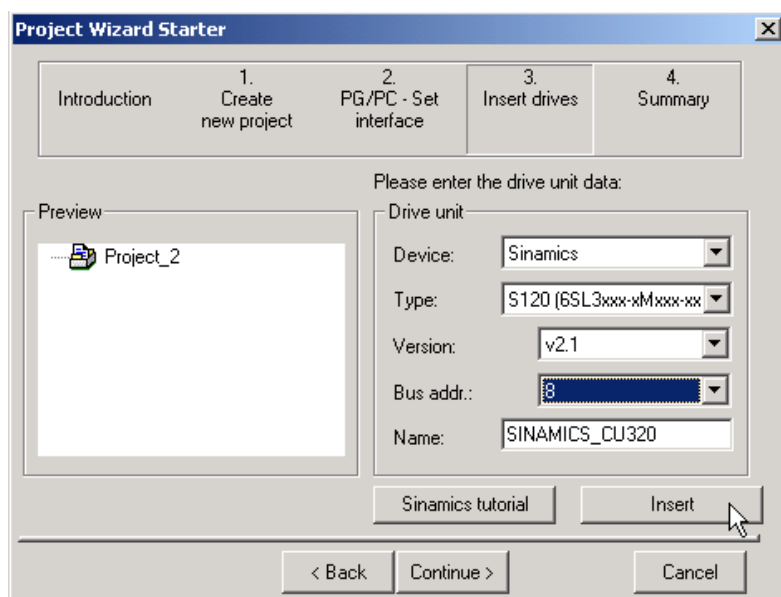 Project Wizard Starter
Introduction
1.
Create
new project
2.
PG/PC - Set
interface
3.
Insert drives
4.
Summary
Please enter the drive unit data:
Preview
Project_2
Drive unit
Device: Sinamics
Type: S120 (6SL3xxx-xMxxx-xx
Version: v2.1
Bus addr.: 8
Name: SINAMICS_CU320
Sinamics tutorial
Insert
< Back
Continue >
Cancel